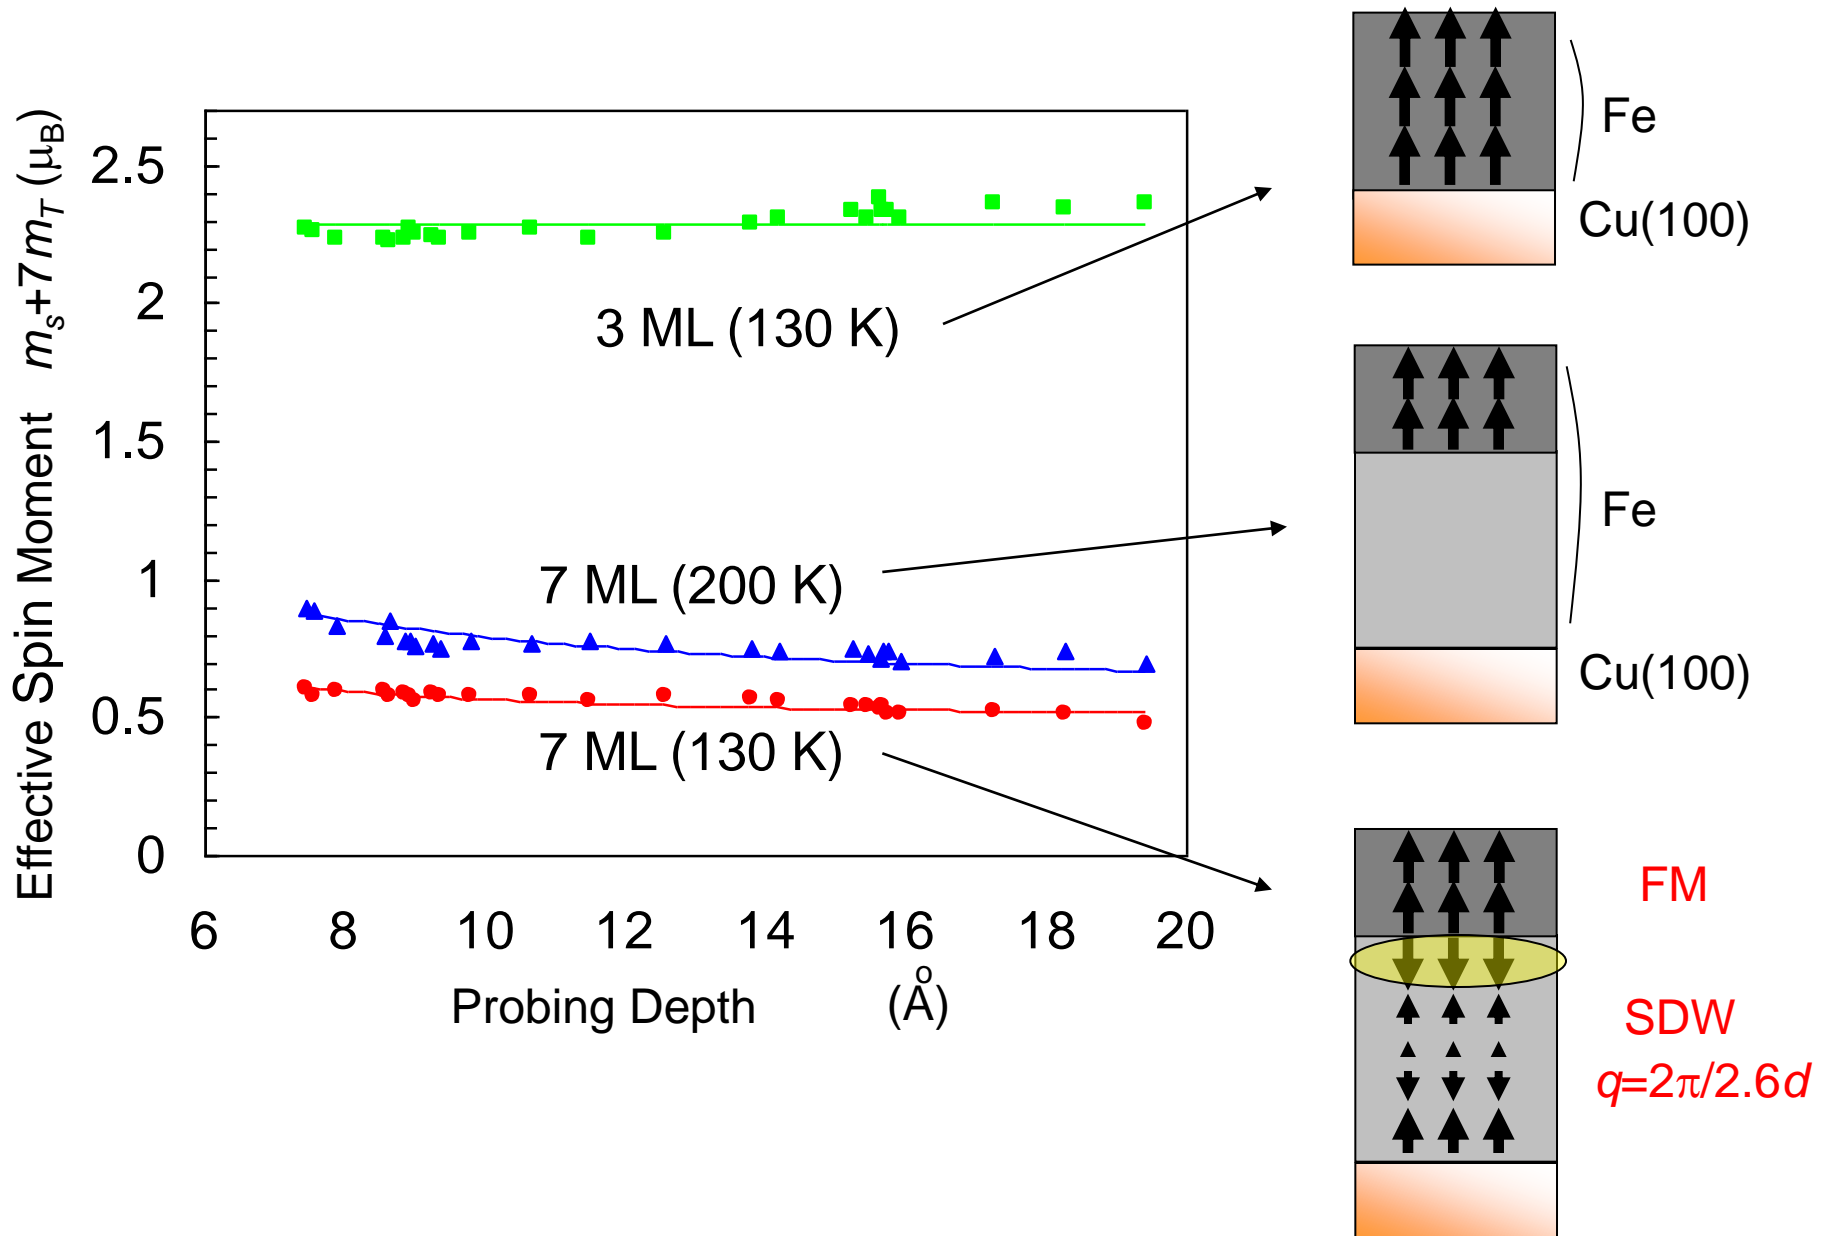 Effective Spin Moment mₛ+7m_T (μ_B)
2.5
2
1.5
1
0.5
0
6 8 10 12 14 16 18 20
Probing Depth (Å)
3 ML (130 K)
7 ML (200 K)
7 ML (130 K)
Fe
Cu(100)
Fe
Cu(100)
FM
SDW
q=2π/2.6d